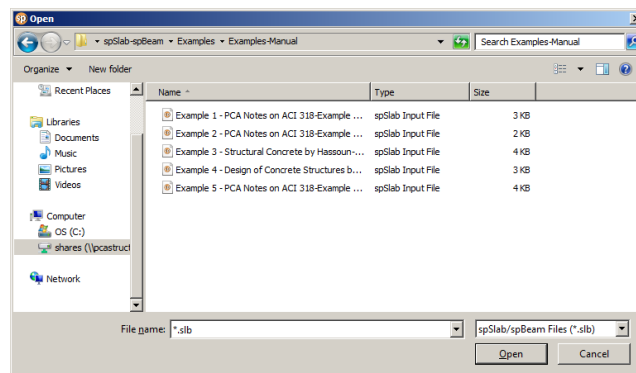 sp Open
▸ spSlab-spBeam ▸ Examples ▸ Examples-Manual
Search Examples-Manual
Organize
New folder
Recent Places
Libraries
Documents
Music
Pictures
Videos
Computer
OS (C:)
shares (\\pcastruct
Network
Name Type Size
Example 1 - PCA Notes on ACI 318-Example ... spSlab Input File 3 KB
Example 2 - PCA Notes on ACI 318-Example ... spSlab Input File 2 KB
Example 3 - Structural Concrete by Hassoun-... spSlab Input File 4 KB
Example 4 - Design of Concrete Structures b... spSlab Input File 3 KB
Example 5 - PCA Notes on ACI 318-Example ... spSlab Input File 4 KB
File name: *.slb
spSlab/spBeam Files (*.slb)
Open Cancel